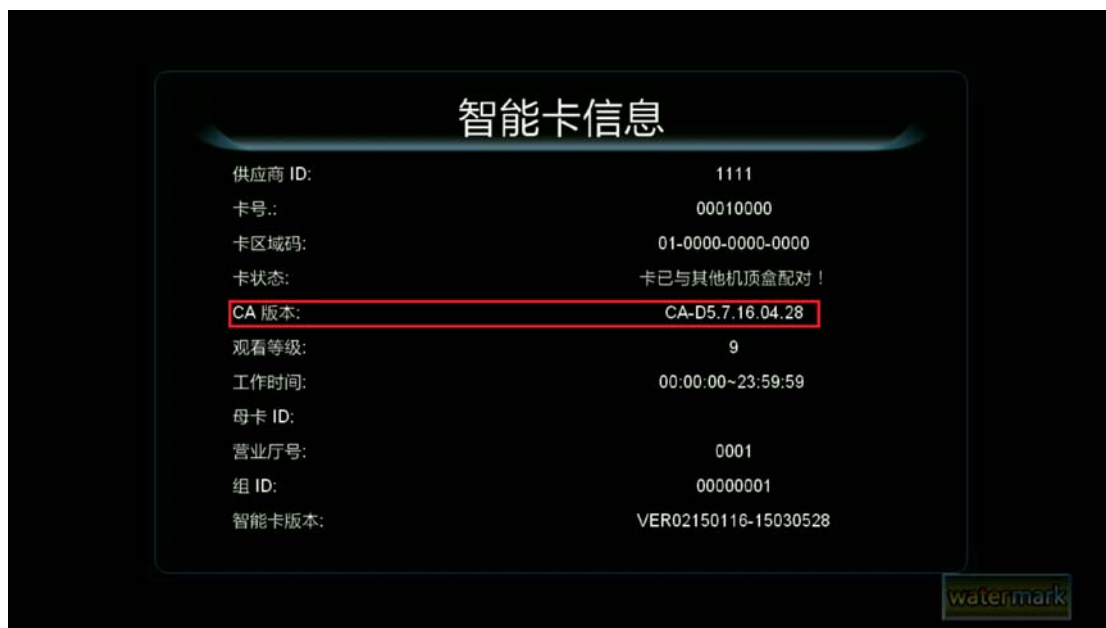 智能卡信息
供应商 ID: 1111
卡号.: 00010000
卡区域码: 01-0000-0000-0000
卡状态: 卡已与其他机顶盒配对！
CA 版本: CA-D5.7.16.04.28
观看等级: 9
工作时间: 00:00:00~23:59:59
母卡 ID:
营业厅号: 0001
组 ID: 00000001
智能卡版本: VER02150116-15030528
watermark